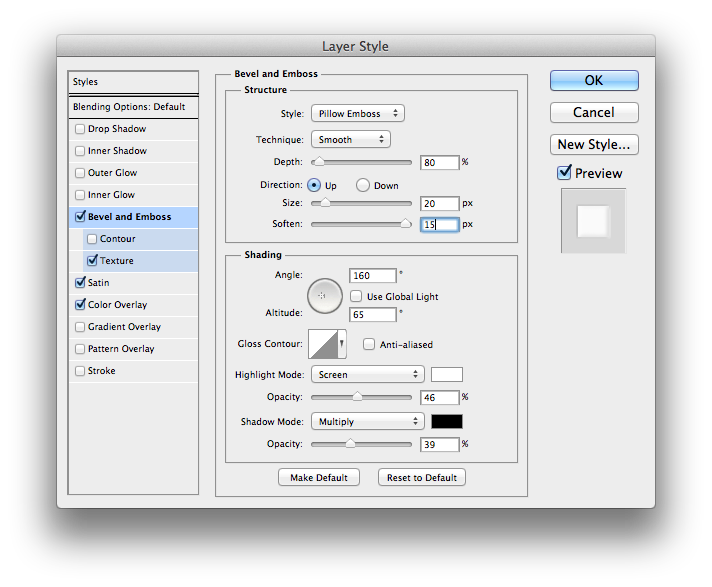 Layer Style
Styles
Blending Options: Default
Drop Shadow
Inner Shadow
Outer Glow
Inner Glow
Bevel and Emboss
Contour
Texture
Satin
Color Overlay
Gradient Overlay
Pattern Overlay
Stroke
Bevel and Emboss
Structure
Style: Pillow Emboss
Technique: Smooth
Depth: 80 %
Direction: Up Down
Size: 20 px
Soften: 15 px
Shading
Angle: 160 °
Use Global Light
Altitude: 65 °
Gloss Contour: Anti-aliased
Highlight Mode: Screen
Opacity: 46 %
Shadow Mode: Multiply
Opacity: 39 %
Make Default Reset to Default
OK
Cancel
New Style...
Preview